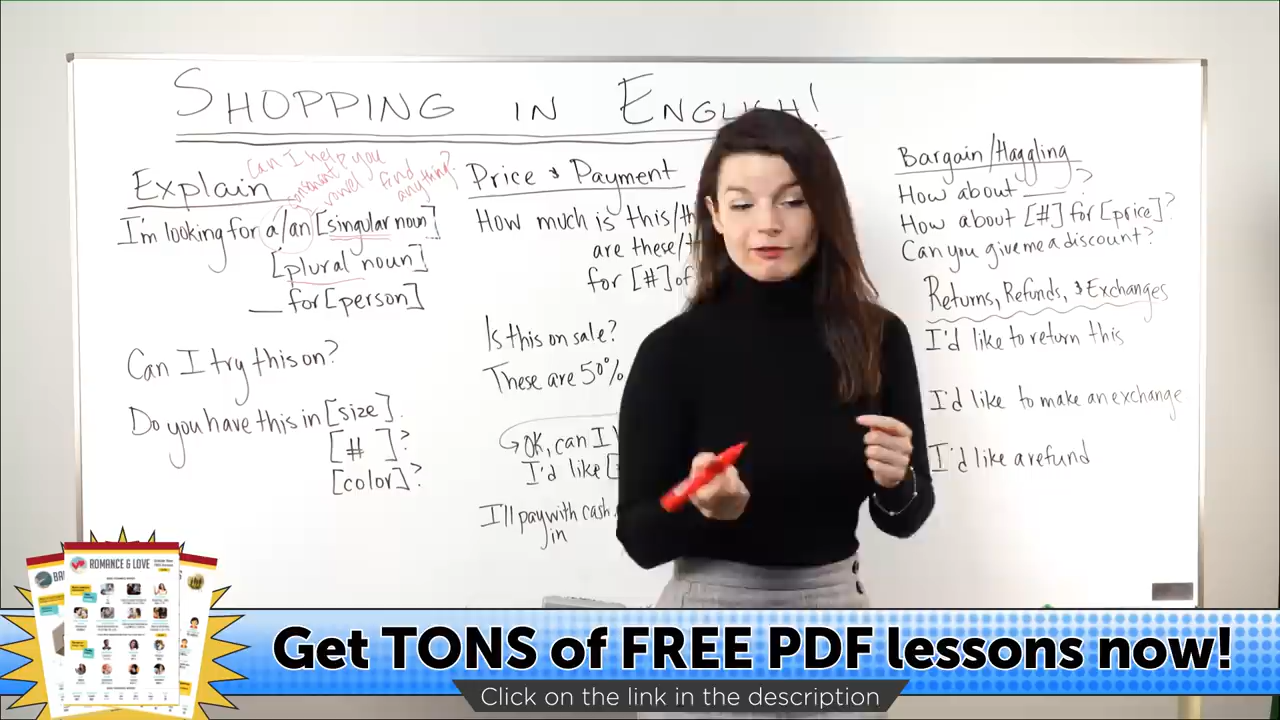 SHOPPING IN ENGLISH!
Explain
Can I help you
find
anything?
consonant
vowel
I'm looking for a/an [singular noun]
[plural noun]
__ for [person]
Can I try this on?
Do you have this in [size].
[# ]?
[color]?
Price & Payment
How much is this/th
are these/t
for [#] of
Is this on sale?
These are 50%
OK, can I
I'd like [
I'll pay with cash.
in
Bargain/Haggling
How about ____?
How about [#] for [price]?
Can you give me a discount?
Returns, Refunds, & Exchanges
I'd like to return this
I'd like to make an exchange
I'd like a refund
ROMANCE & LOVE
BA
Get TONS of FREE PDF lessons now!
Click on the link in the description